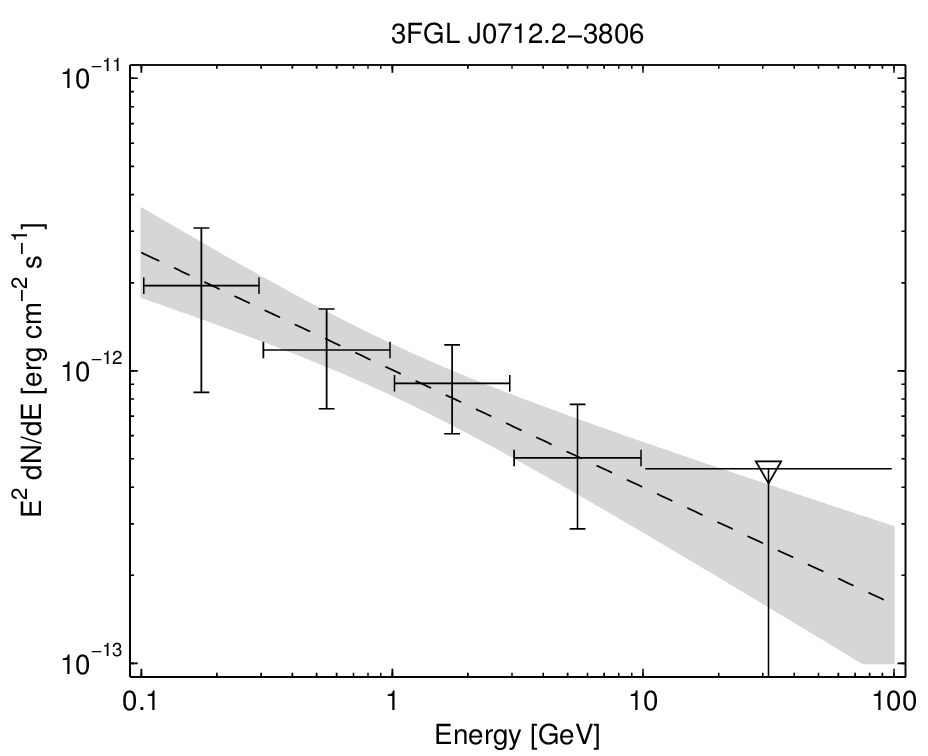 3FGL J0712.2−3806
10⁻¹¹
10⁻¹²
10⁻¹³
E² dN/dE [erg cm⁻² s⁻¹]
0.1 1 10 100
Energy [GeV]